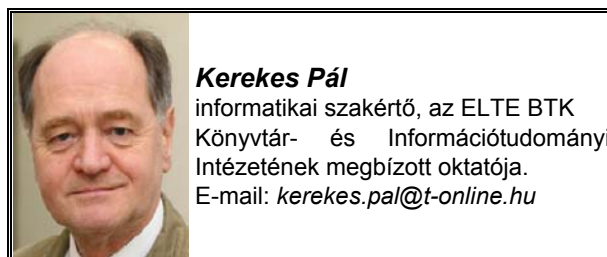 Kerekes Pál
informatikai szakértő, az ELTE BTK
Könyvtár- és Információtudományi
Intézetének megbízott oktatója.
E-mail: kerekes.pal@t-online.hu